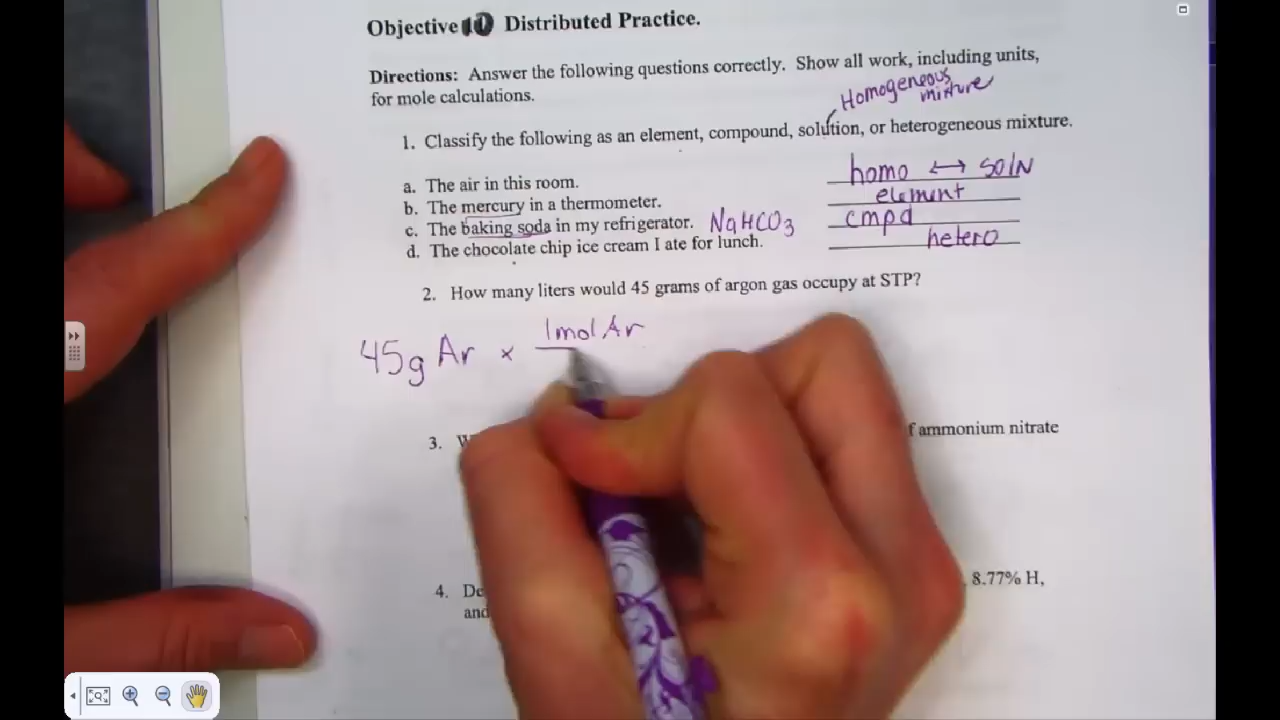 Objective 10 Distributed Practice.
Directions: Answer the following questions correctly. Show all work, including units,
for mole calculations.
Homogeneous
mixture
1. Classify the following as an element, compound, solution, or heterogeneous mixture.
a. The air in this room. homo ↔ soln
b. The mercury in a thermometer. element
c. The baking soda in my refrigerator. NaHCO3 cmpd
d. The chocolate chip ice cream I ate for lunch. hetero
2. How many liters would 45 grams of argon gas occupy at STP?
1mol Ar
45g Ar ×
3. f ammonium nitrate
4. 8.77% H,
and